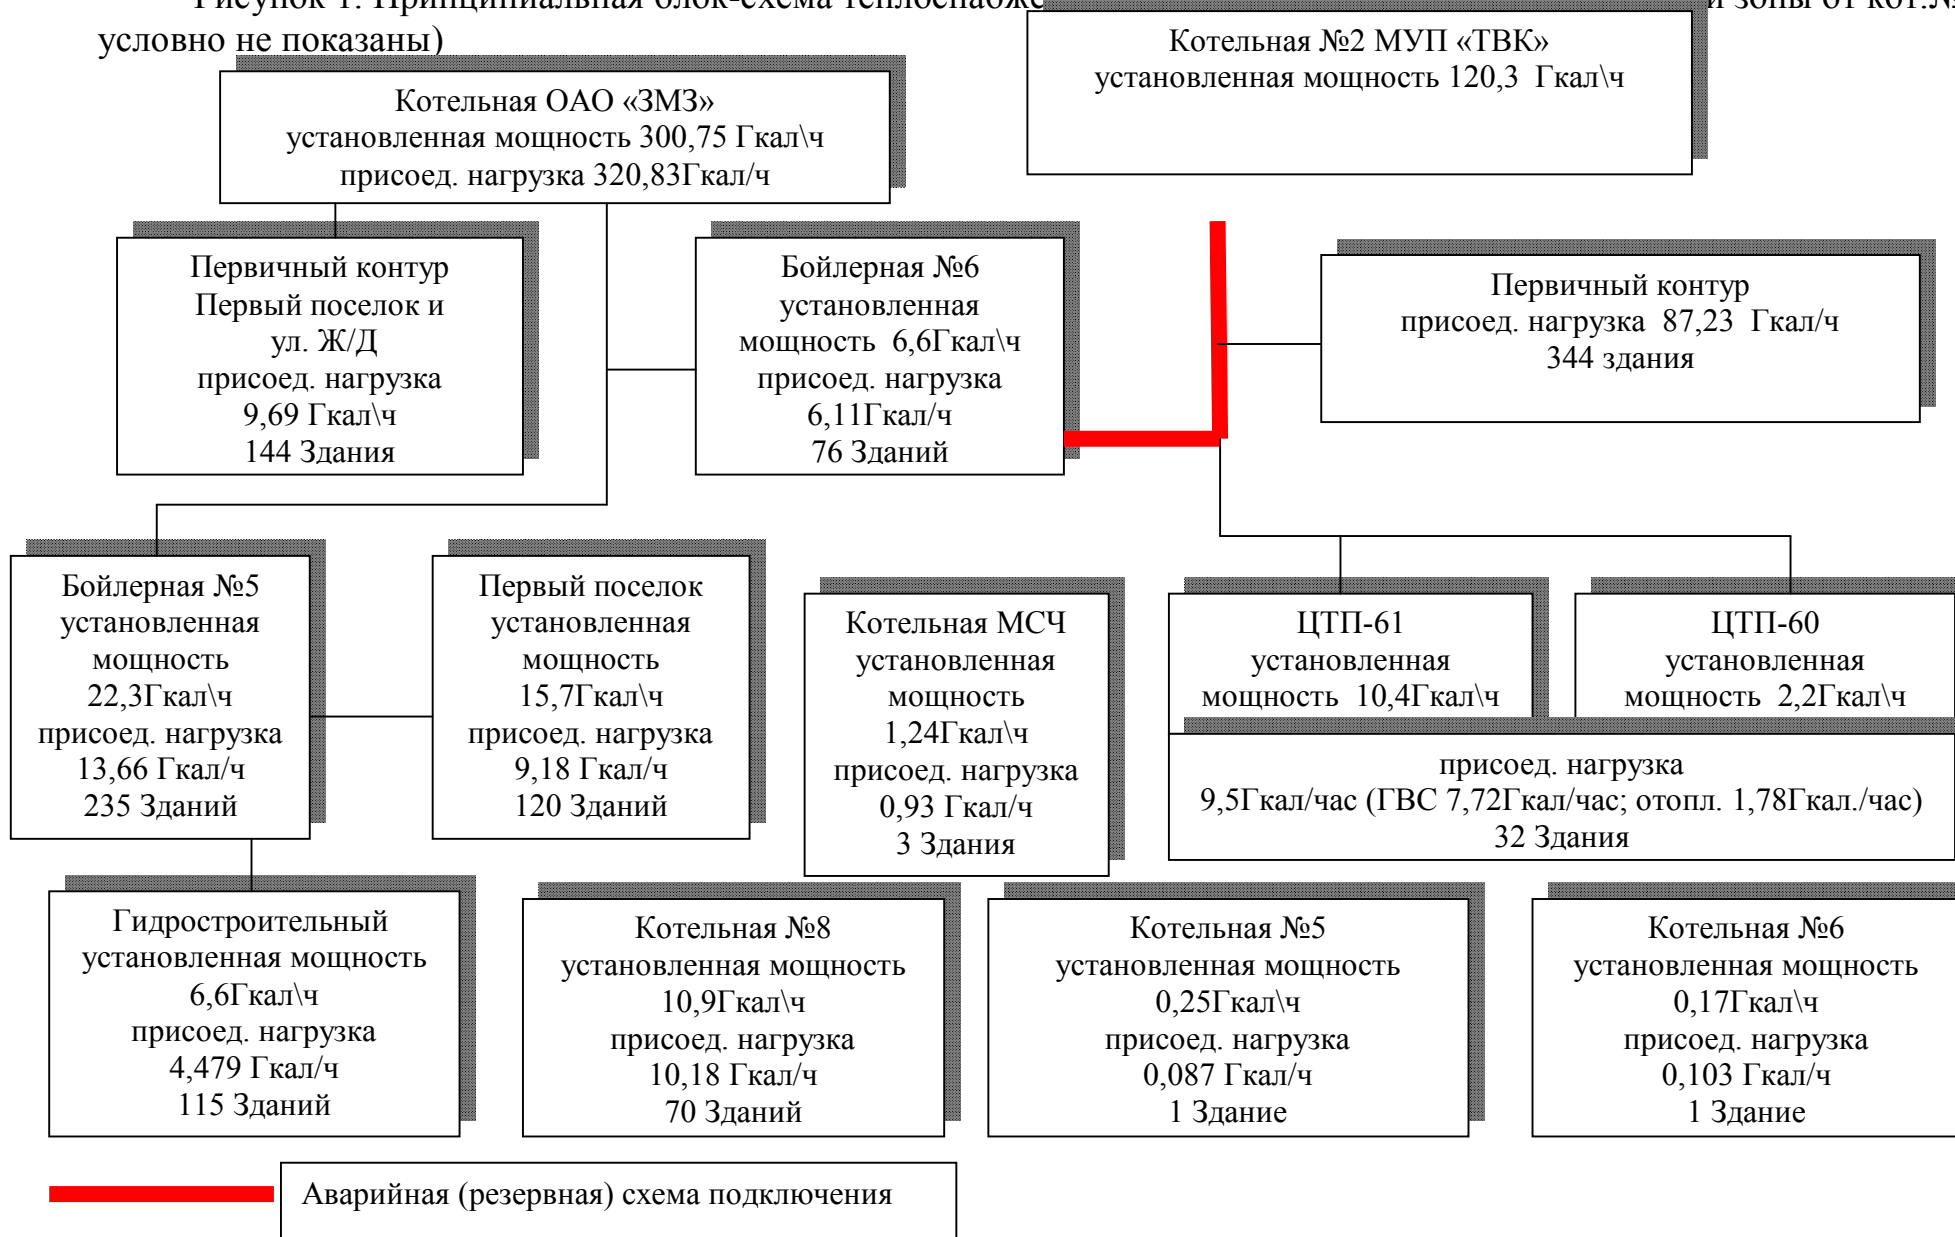 Рисунок 1. Принципиальная блок-схема
зоны от кот.№
условно не показаны)
Котельная №2 МУП «ТВК»
установленная мощность 120,3 Гкал\ч
Котельная ОАО «ЗМЗ»
установленная мощность 300,75 Гкал\ч
присоед. нагрузка 320,83Гкал/ч
Первичный контур
Первый поселок и
ул. Ж/Д
присоед. нагрузка
9,69 Гкал\ч
144 Здания
Бойлерная №6
установленная
мощность 6,6Гкал\ч
присоед. нагрузка
6,11Гкал/ч
76 Зданий
Первичный контур
присоед. нагрузка 87,23 Гкал/ч
344 здания
Бойлерная №5
установленная
мощность
22,3Гкал\ч
присоед. нагрузка
13,66 Гкал/ч
235 Зданий
Первый поселок
установленная
мощность
15,7Гкал\ч
присоед. нагрузка
9,18 Гкал/ч
120 Зданий
Котельная МСЧ
установленная
мощность
1,24Гкал\ч
присоед. нагрузка
0,93 Гкал/ч
3 Здания
ЦТП-61
установленная
мощность 10,4Гкал\ч
ЦТП-60
установленная
мощность 2,2Гкал\ч
присоед. нагрузка
9,5Гкал/час (ГВС 7,72Гкал/час; отопл. 1,78Гкал./час)
32 Здания
Гидростроительный
установленная мощность
6,6Гкал\ч
присоед. нагрузка
4,479 Гкал/ч
115 Зданий
Котельная №8
установленная мощность
10,9Гкал\ч
присоед. нагрузка
10,18 Гкал/ч
70 Зданий
Котельная №5
установленная мощность
0,25Гкал\ч
присоед. нагрузка
0,087 Гкал/ч
1 Здание
Котельная №6
установленная мощность
0,17Гкал\ч
присоед. нагрузка
0,103 Гкал/ч
1 Здание
Аварийная (резервная) схема подключения